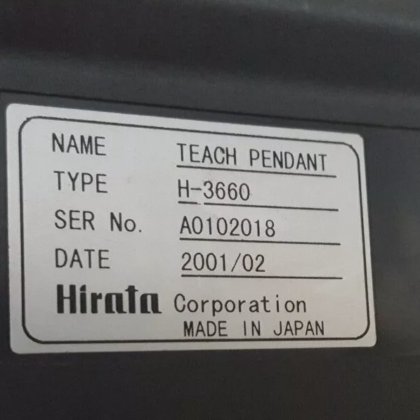 NAME TEACH PENDANT
TYPE H-3660
SER No. A0102018
DATE 2001/02
Hirata Corporation
MADE IN JAPAN